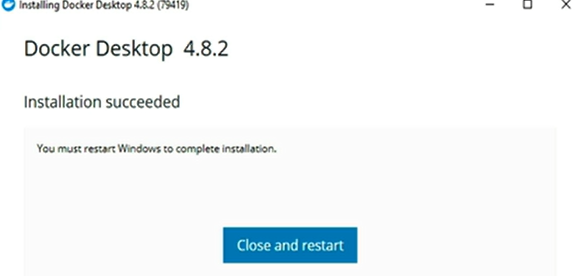 Installing Docker Desktop 4.8.2 (79419)
Docker Desktop 4.8.2
Installation succeeded
You must restart Windows to complete installation.
Close and restart